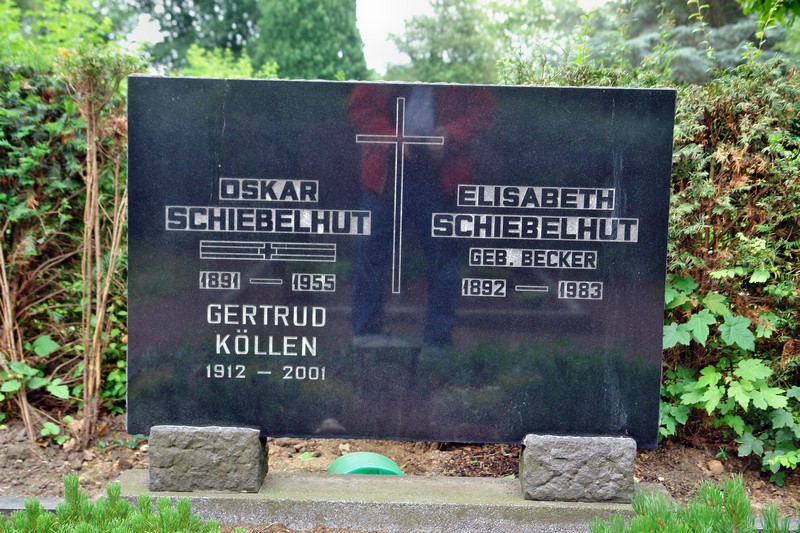 OSKAR
SCHIEBELHUT
1891 — 1955
GERTRUD
KÖLLEN
1912 – 2001
ELISABETH
SCHIEBELHUT
GEB. BECKER
1892 — 1983